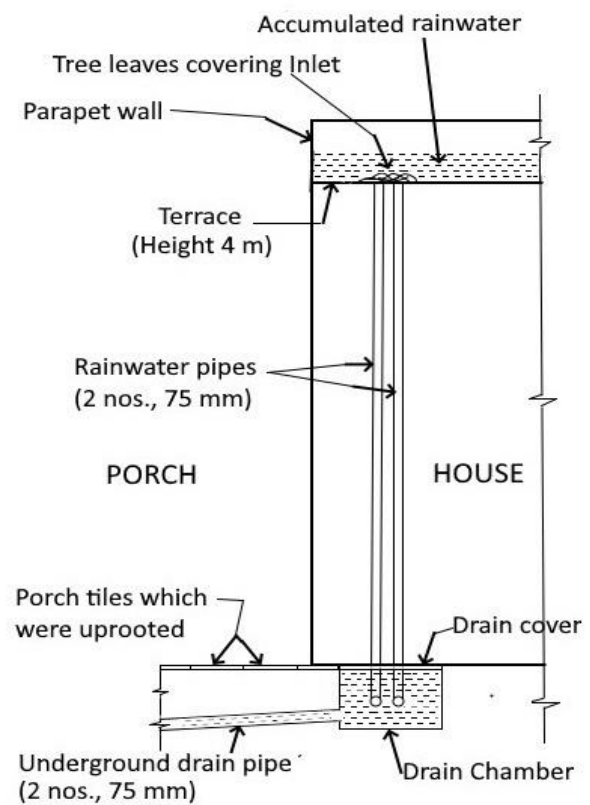 Accumulated rainwater
Tree leaves covering Inlet
Parapet wall
Terrace
(Height 4 m)
Rainwater pipes
(2 nos., 75 mm)
PORCH
HOUSE
Porch tiles which
were uprooted
Drain cover
Underground drain pipe
(2 nos., 75 mm)
Drain Chamber